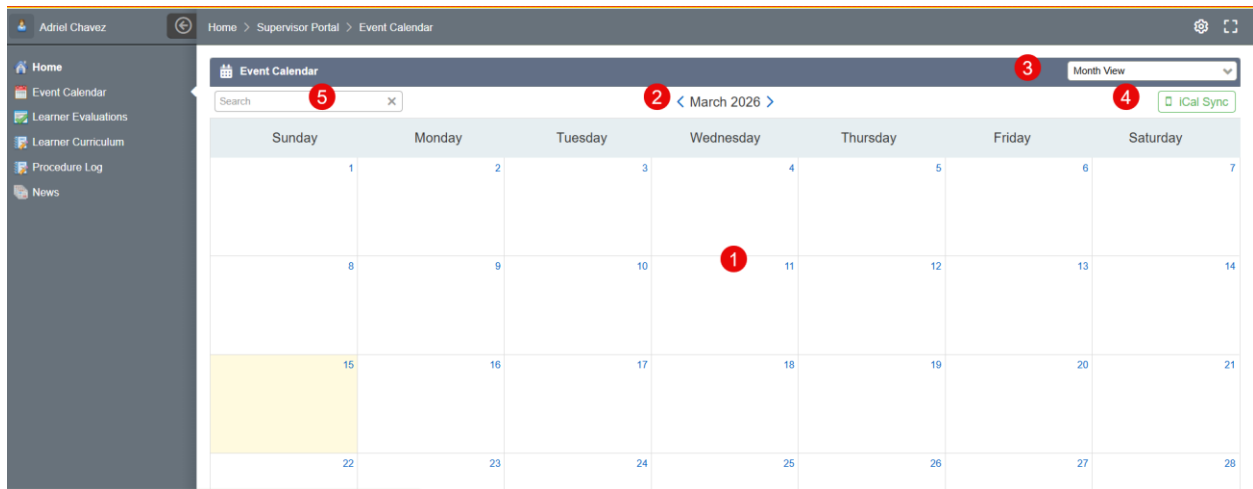 Adriel Chavez
Home > Supervisor Portal > Event Calendar
Home
Event Calendar
Learner Evaluations
Learner Curriculum
Procedure Log
News
Event Calendar
3
Month View
Search
5
2
< March 2026 >
4
iCal Sync
Sunday Monday Tuesday Wednesday Thursday Friday Saturday
1 2 3 4 5 6 7
1
8 9 10 11 12 13 14
15 16 17 18 19 20 21
22 23 24 25 26 27 28